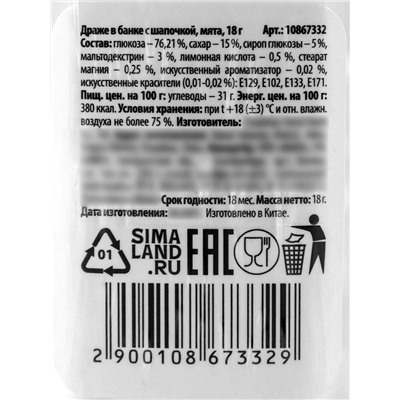 Драже в банке с шапочкой, мята, 18 г Арт.: 10867332
Состав: глюкоза – 76,21 %, сахар – 15 %, сироп глюкозы – 5 %,
мальтодекстрин – 3 %, лимонная кислота – 0,5 %, стеарат
магния – 0,25 %, искусственный ароматизатор – 0,02 %,
искусственные красители (0,01-0,02 %): E129, E102, E133, E171.
Пищ. цен. на 100 г: углеводы – 31 г. Энерг. цен. на 100 г:
380 ккал. Условия хранения: при t +18 (±3) °С и отн. влажн.
воздуха не более 75 %. Изготовитель:
Срок годности: 18 мес. Масса нетто: 18 г.
Дата изготовления: Изготовлено в Китае.
01
SIMA
LAND
.RU
EAC
2 900108 673329